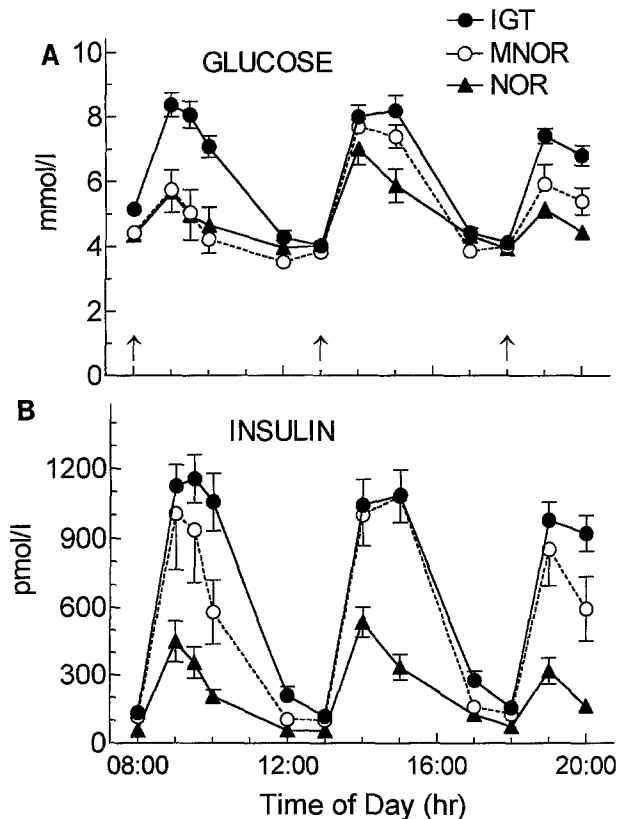 IGT
MNOR
NOR
A
GLUCOSE
10
8
6
4
2
0
mmol/l
B
INSULIN
1200
900
600
300
0
pmol/l
08:00 12:00 16:00 20:00
Time of Day (hr)